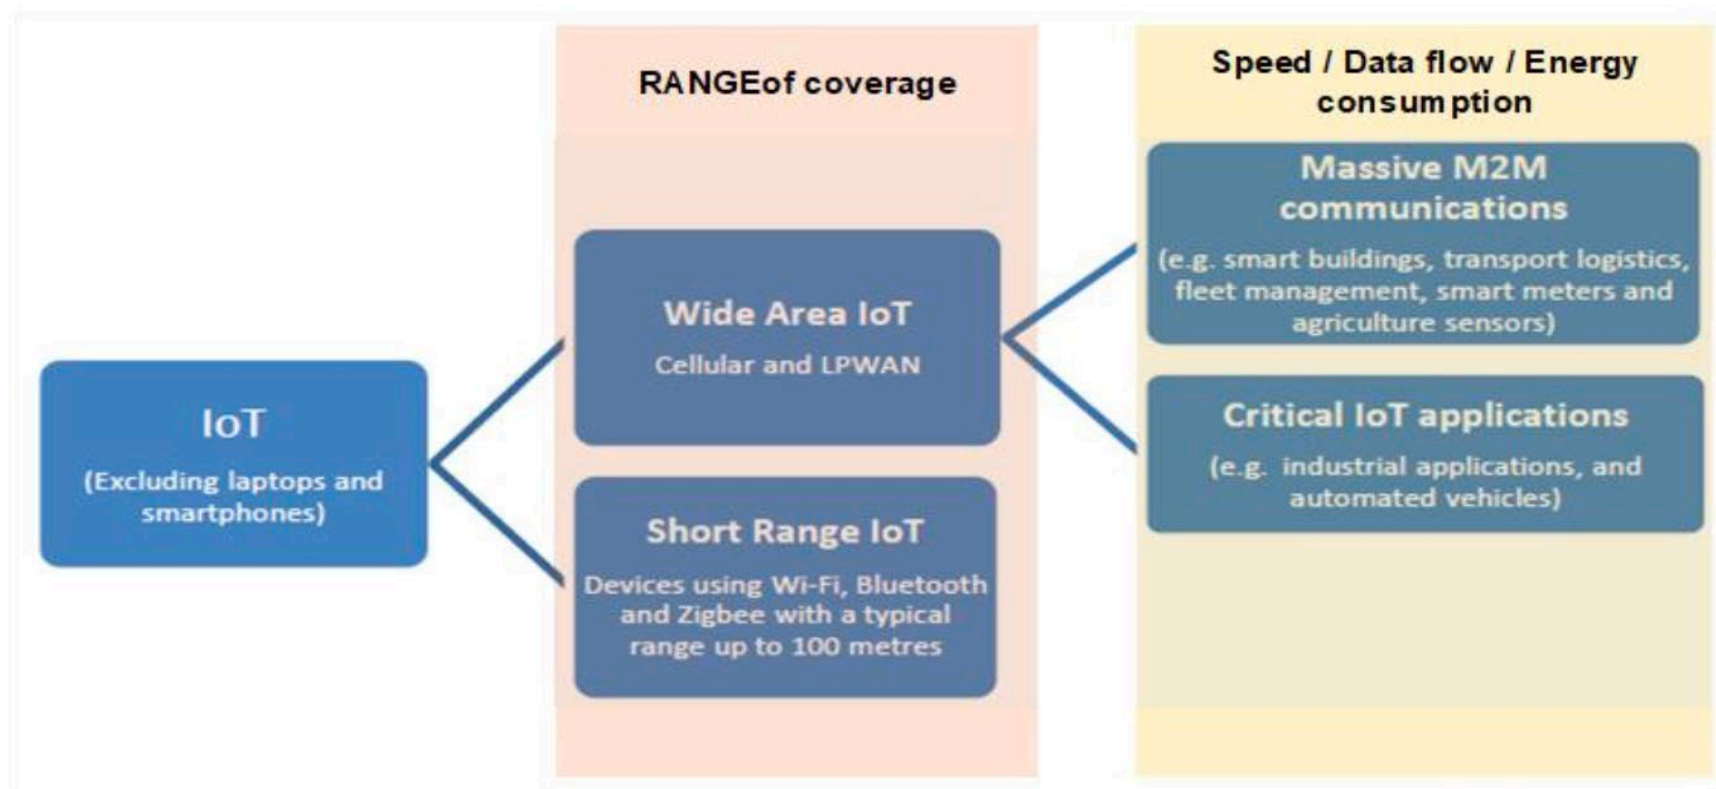 RANGEof coverage
Speed / Data flow / Energy
consumption
IoT
(Excluding laptops and
smartphones)
Wide Area IoT
Cellular and LPWAN
Short Range IoT
Devices using Wi-Fi, Bluetooth
and Zigbee with a typical
range up to 100 metres
Massive M2M
communications
(e.g. smart buildings, transport logistics,
fleet management, smart meters and
agriculture sensors)
Critical IoT applications
(e.g. industrial applications, and
automated vehicles)